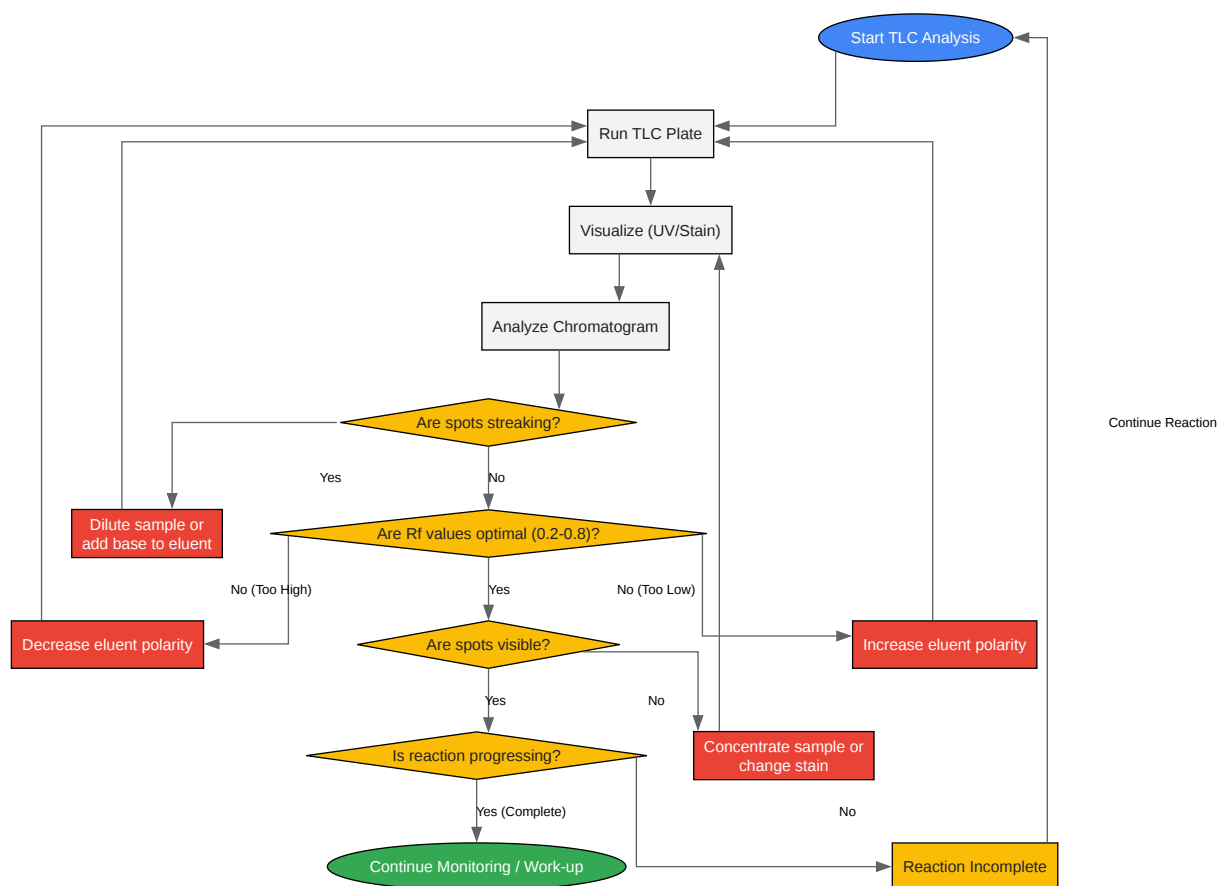 Start TLC Analysis
Run TLC Plate
Visualize (UV/Stain)
Analyze Chromatogram
Are spots streaking?
Continue Reaction
Yes
No
Dilute sample or
add base to eluent
Are Rf values optimal (0.2-0.8)?
No (Too High)
Yes
No (Too Low)
Decrease eluent polarity
Are spots visible?
Increase eluent polarity
Yes
No
Concentrate sample or
change stain
Is reaction progressing?
Yes (Complete)
No
Continue Monitoring / Work-up
Reaction Incomplete